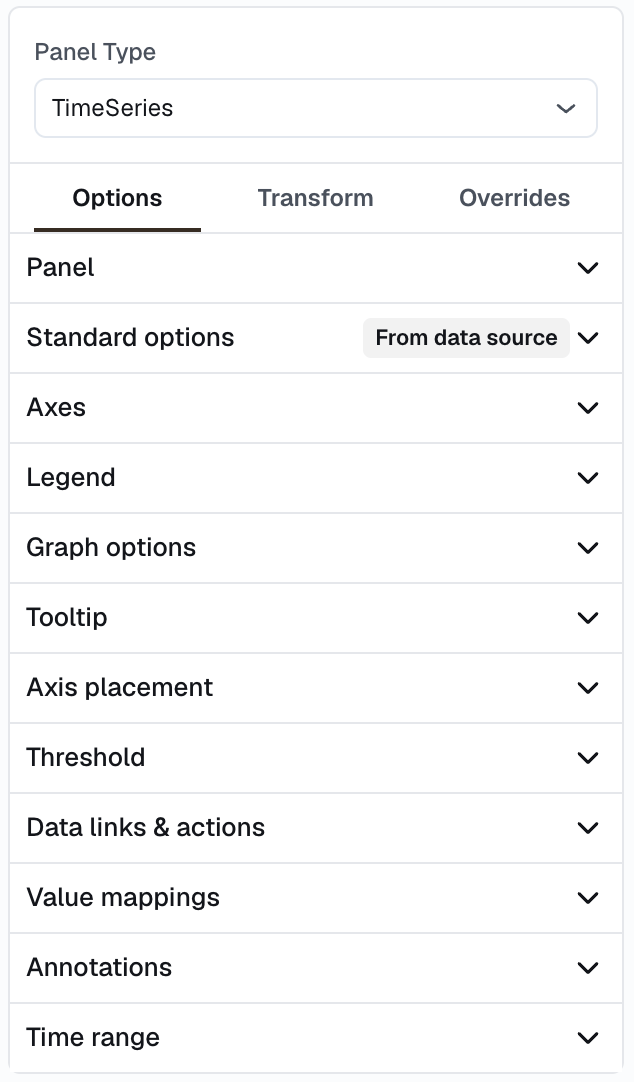 Panel Type
TimeSeries
Options Transform Overrides
Panel
Standard options From data source
Axes
Legend
Graph options
Tooltip
Axis placement
Threshold
Data links & actions
Value mappings
Annotations
Time range